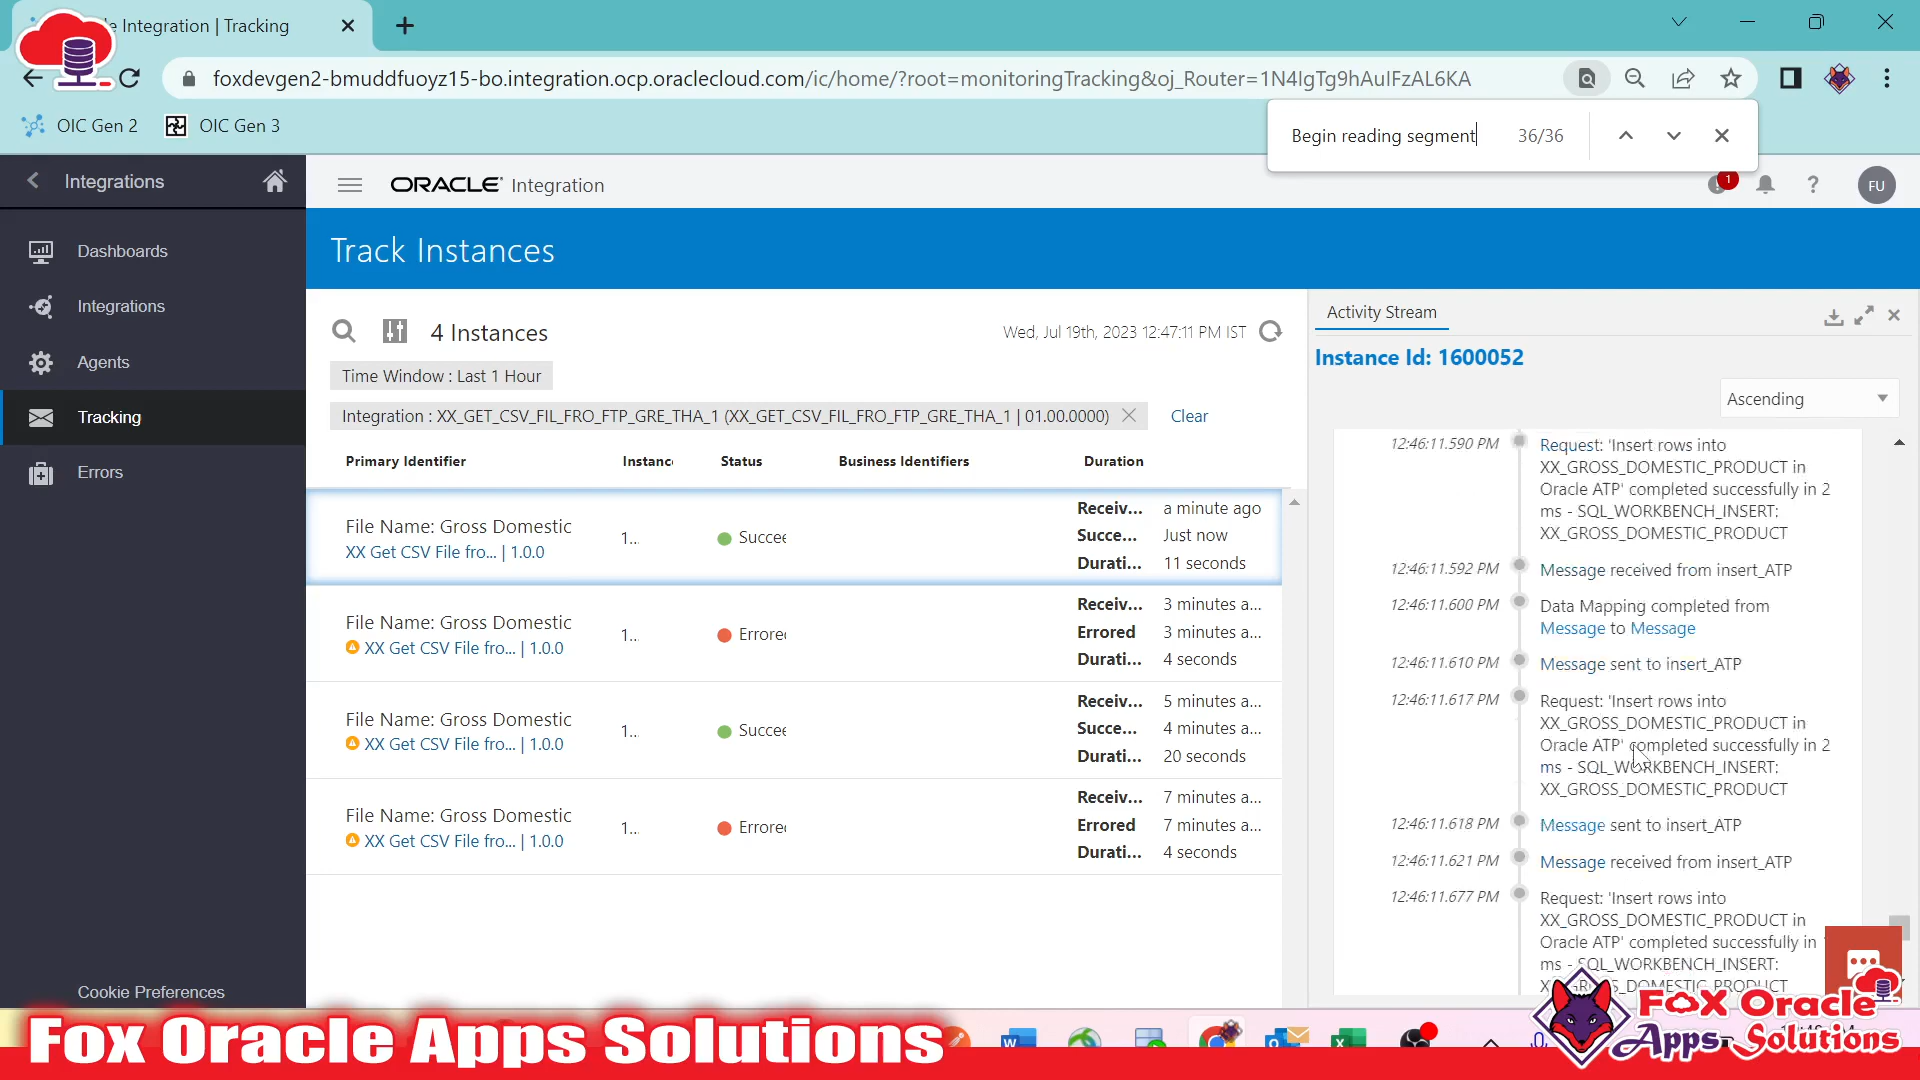 Integration | Tracking
foxdevgen2-bmuddfuoyz15-bo.integration.ocp.oraclecloud.com/ic/home/?root=monitoringTracking&oj_Router=1N4IgTg9hAuIFzAL6KA
OIC Gen 2
OIC Gen 3
Begin reading segment 36/36
Integrations
ORACLE Integration
1
FU
Dashboards
Integrations
Agents
Tracking
Errors
Cookie Preferences
Track Instances
4 Instances
Wed, Jul 19th, 2023 12:47:11 PM IST
Time Window : Last 1 Hour
Integration : XX_GET_CSV_FIL_FRO_FTP_GRE_THA_1 (XX_GET_CSV_FIL_FRO_FTP_GRE_THA_1 | 01.00.0000)
Clear
Primary Identifier Instanc Status Business Identifiers Duration
File Name: Gross Domestic
XX Get CSV File fro... | 1.0.0
1..
Succee
Receiv... a minute ago
Succe... Just now
Durati... 11 seconds
File Name: Gross Domestic
XX Get CSV File fro... | 1.0.0
1..
Errored
Receiv... 3 minutes a...
Errored 3 minutes a...
Durati... 4 seconds
File Name: Gross Domestic
XX Get CSV File fro... | 1.0.0
1..
Succee
Receiv... 5 minutes a...
Succe... 4 minutes a...
Durati... 20 seconds
File Name: Gross Domestic
XX Get CSV File fro... | 1.0.0
1..
Errored
Receiv... 7 minutes a...
Errored 7 minutes a...
Durati... 4 seconds
Activity Stream
Instance Id: 1600052
Ascending
12:46:11.590 PM Request: 'Insert rows into
XX_GROSS_DOMESTIC_PRODUCT in
Oracle ATP' completed successfully in 2
ms - SQL_WORKBENCH_INSERT:
XX_GROSS_DOMESTIC_PRODUCT
12:46:11.592 PM Message received from insert_ATP
12:46:11.600 PM Data Mapping completed from
Message to Message
12:46:11.610 PM Message sent to insert_ATP
12:46:11.617 PM Request: 'Insert rows into
XX_GROSS_DOMESTIC_PRODUCT in
Oracle ATP' completed successfully in 2
ms - SQL_WORKBENCH_INSERT:
XX_GROSS_DOMESTIC_PRODUCT
12:46:11.618 PM Message sent to insert_ATP
12:46:11.621 PM Message received from insert_ATP
12:46:11.677 PM Request: 'Insert rows into
XX_GROSS_DOMESTIC_PRODUCT in
Oracle ATP' completed successfully in
ms - SQL_WORKBENCH_INSERT:
Fox Oracle Apps Solutions
Fox Oracle
Apps Solutions